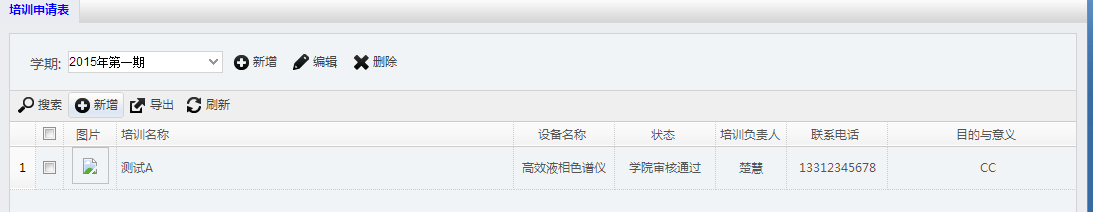 培训申请表
学期: 2015年第一期 新增 编辑 删除
搜索 新增 导出 刷新
图片 培训名称 设备名称 状态 培训负责人 联系电话 目的与意义
1 测试A 高效液相色谱仪 学院审核通过 楚慧 13312345678 CC